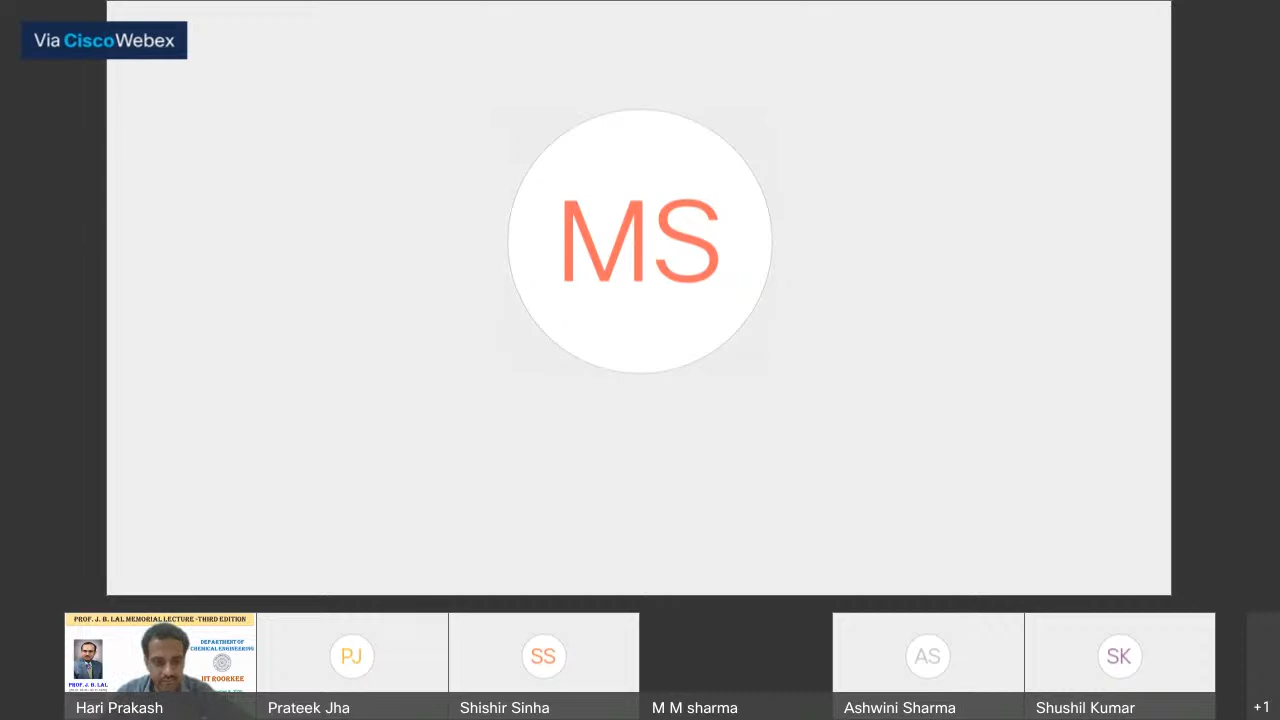 Via CiscoWebex
MS
PROF. J. B. LAL MEMORIAL LECTURE -THIRD EDITION
DEPARTMENT OF
CHEMICAL ENGINEERING
IIT ROORKEE
PROF. J. B. LAL
PJ
SS
AS
SK
Hari Prakash
Prateek Jha
Shishir Sinha
M M sharma
Ashwini Sharma
Shushil Kumar
+1